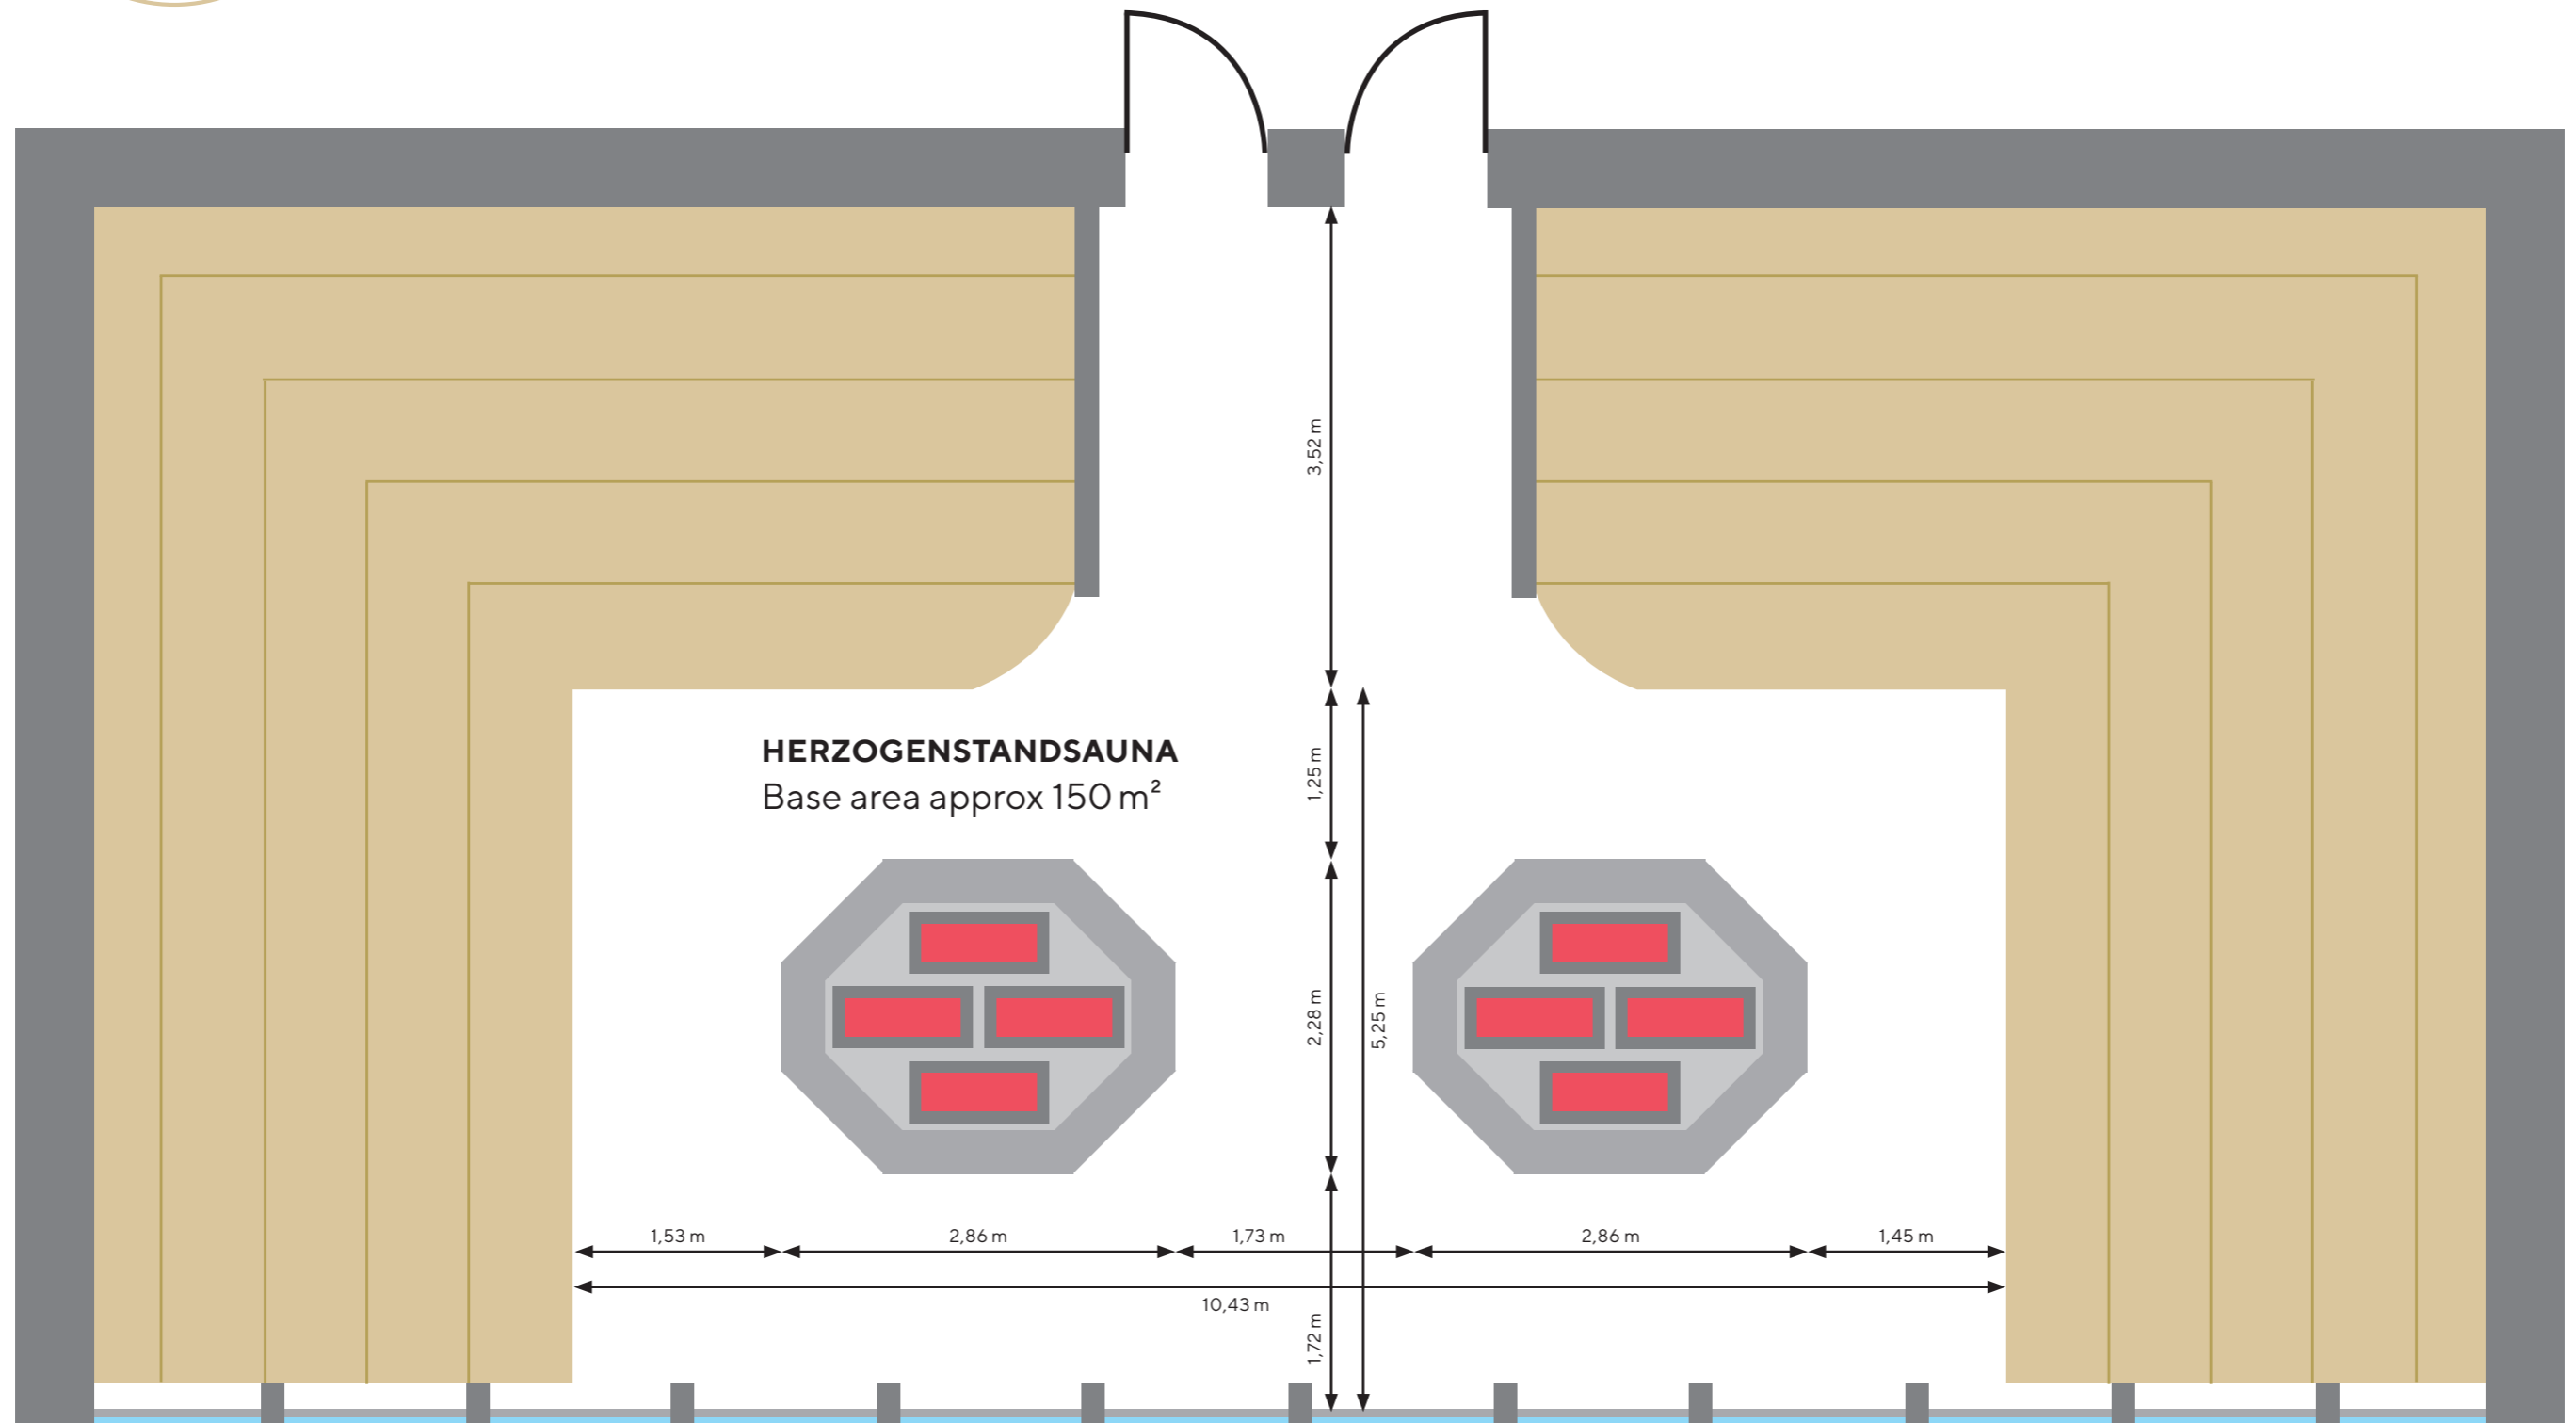 3,52 m
HERZOGENSTANDSAUNA
Base area approx 150 m²
1,25 m
2,28 m
5,25 m
1,53 m
2,86 m
1,73 m
2,86 m
1,45 m
10,43 m
1,72 m